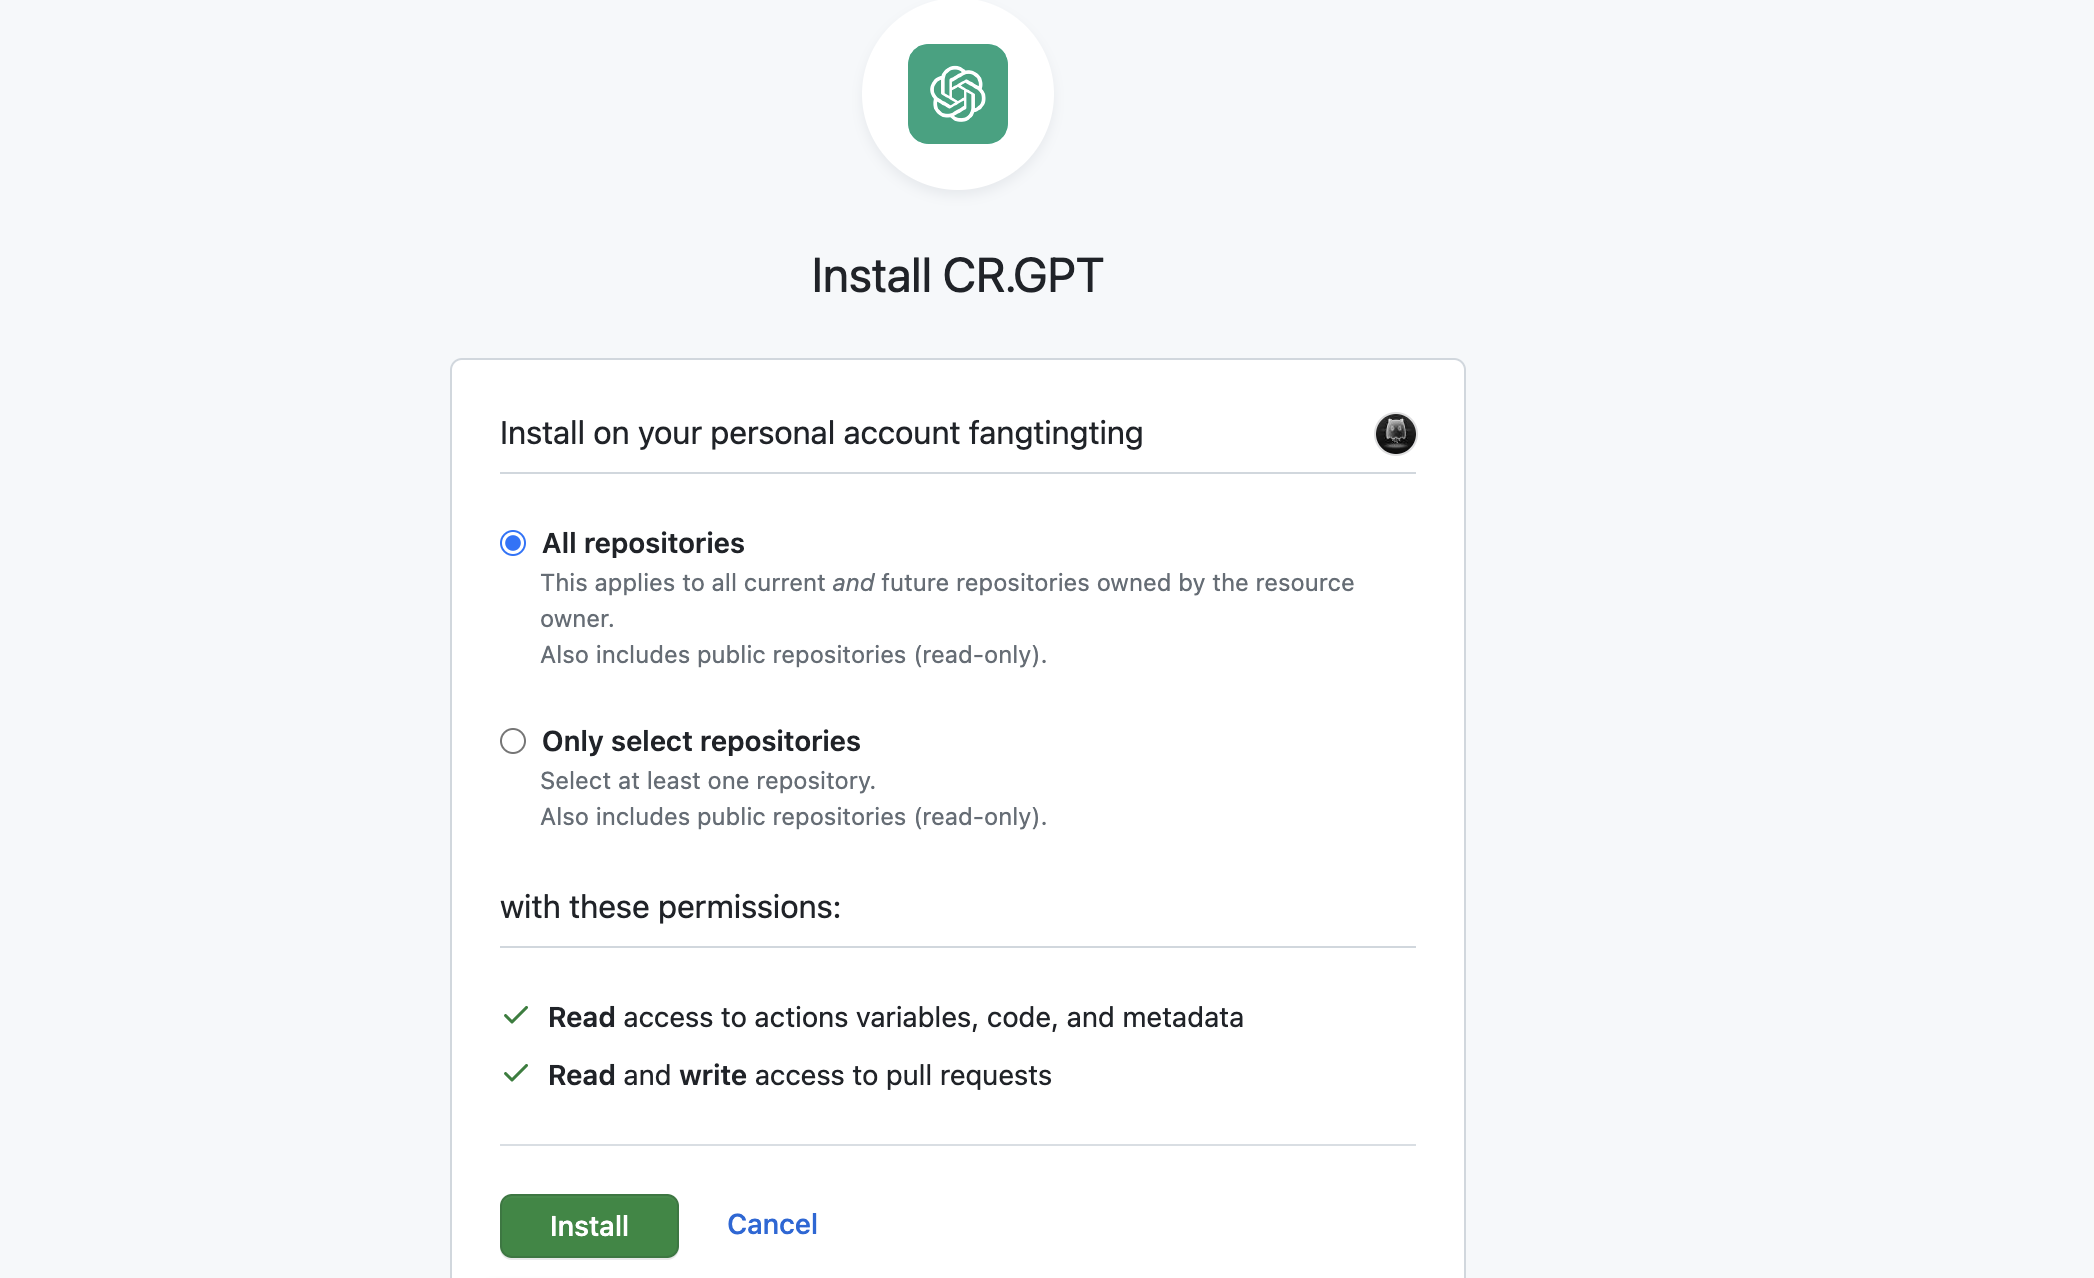 Install CR.GPT
Install on your personal account fangtingting
All repositories
This applies to all current and future repositories owned by the resource
owner.
Also includes public repositories (read-only).
Only select repositories
Select at least one repository.
Also includes public repositories (read-only).
with these permissions:
Read access to actions variables, code, and metadata
Read and write access to pull requests
Install
Cancel